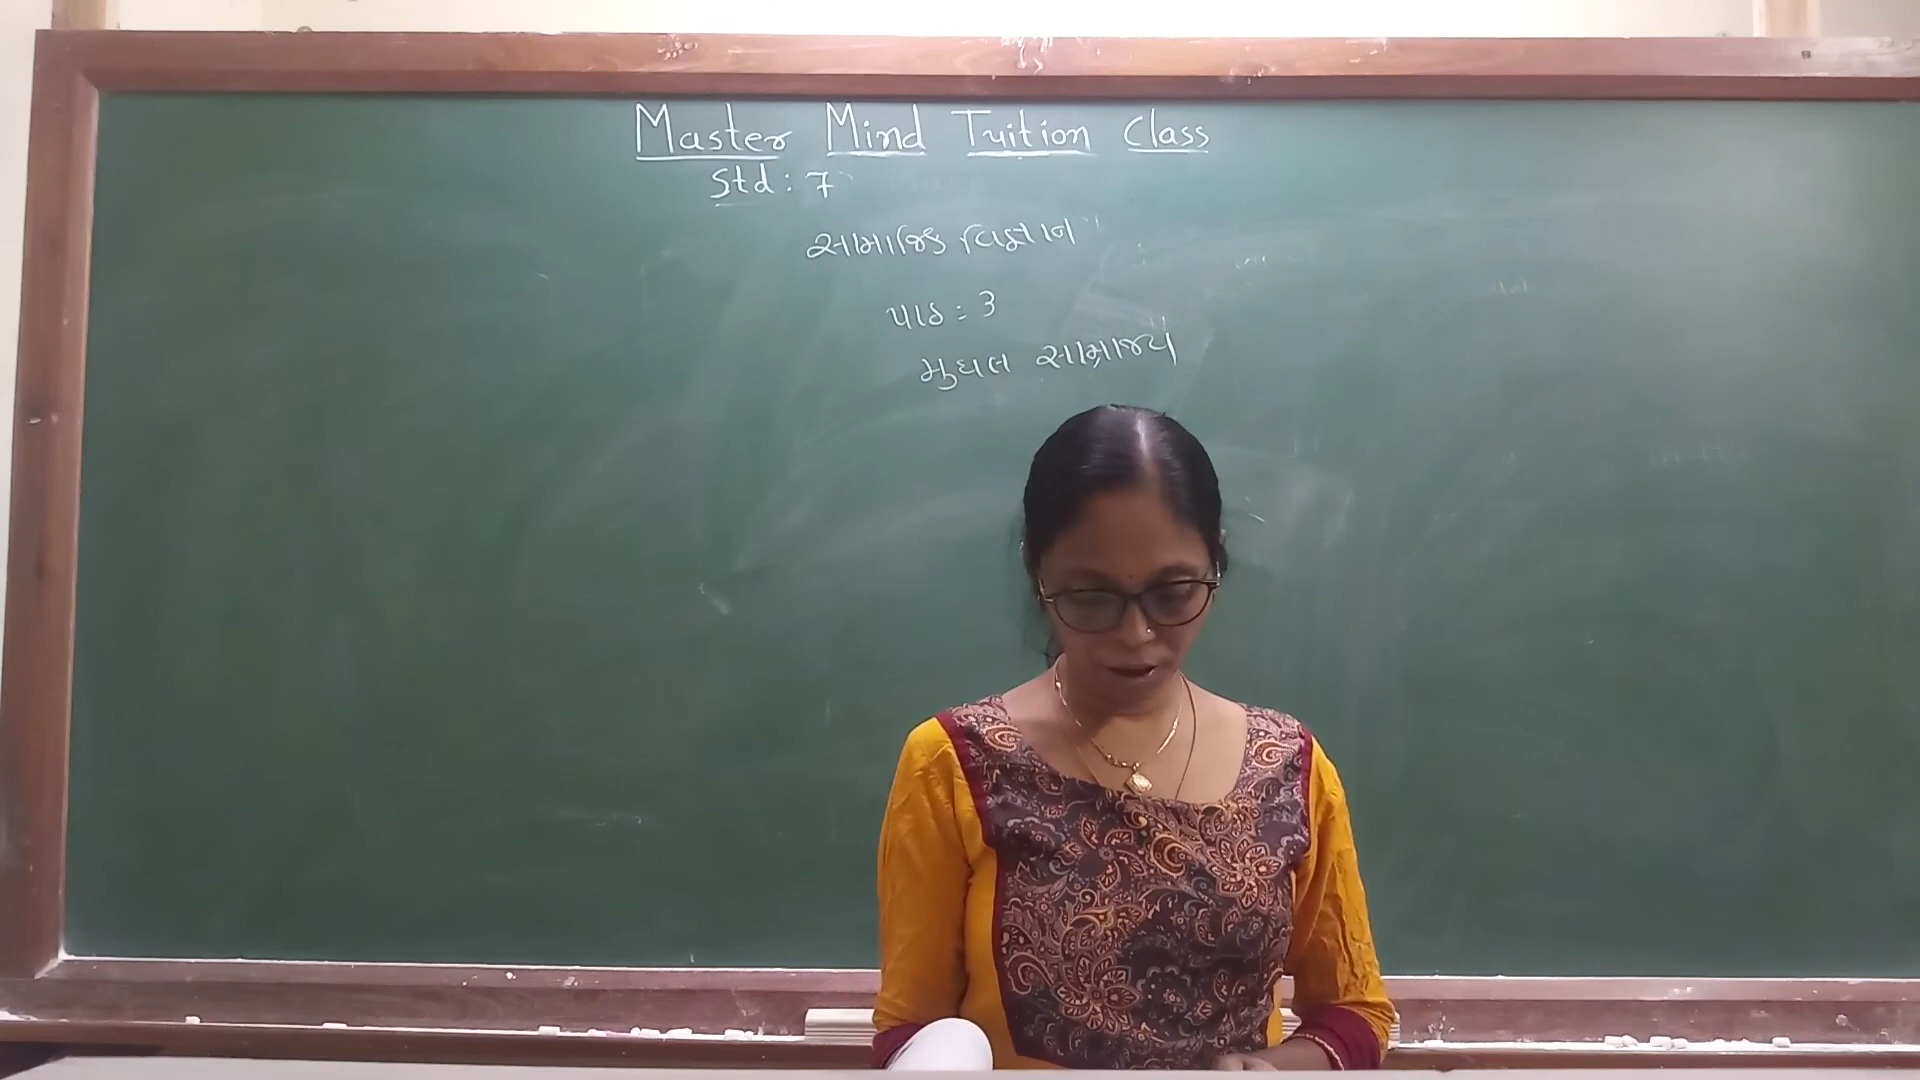 Master Mind Tuition Class
Std : 7
સામાજિક વિજ્ઞાન
પાઠ : 3
મુઘલ સામ્રાજ્ય